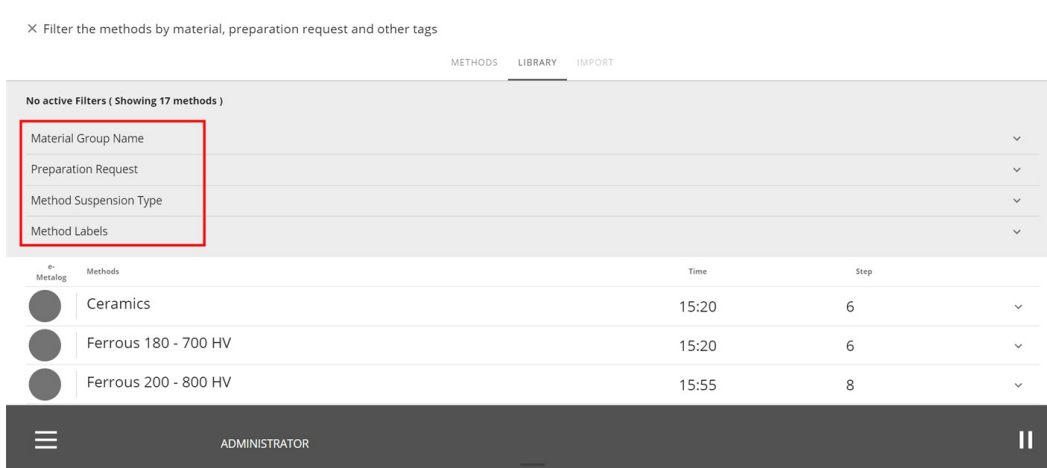 × Filter the methods by material, preparation request and other tags
METHODS LIBRARY IMPORT
No active Filters ( Showing 17 methods )
Material Group Name
Preparation Request
Method Suspension Type
Method Labels
e-
Metalog Methods Time Step
Ceramics 15:20 6
Ferrous 180 - 700 HV 15:20 6
Ferrous 200 - 800 HV 15:55 8
ADMINISTRATOR